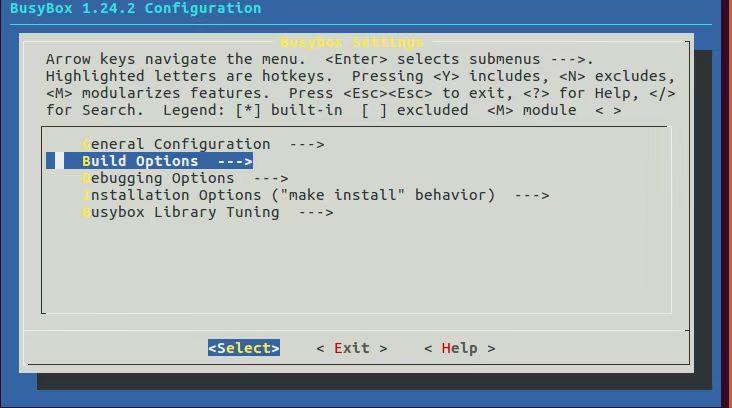 BusyBox 1.24.2 Configuration
Busybox Settings
Arrow keys navigate the menu.  <Enter> selects submenus --->.
Highlighted letters are hotkeys.  Pressing <Y> includes, <N> excludes,
<M> modularizes features.  Press <Esc><Esc> to exit, <?> for Help, </>
for Search.  Legend: [*] built-in  [ ] excluded  <M> module  < >
General Configuration  --->
Build Options  --->
Debugging Options  --->
Installation Options ("make install" behavior)  --->
Busybox Library Tuning  --->
<Select>    < Exit >    < Help >